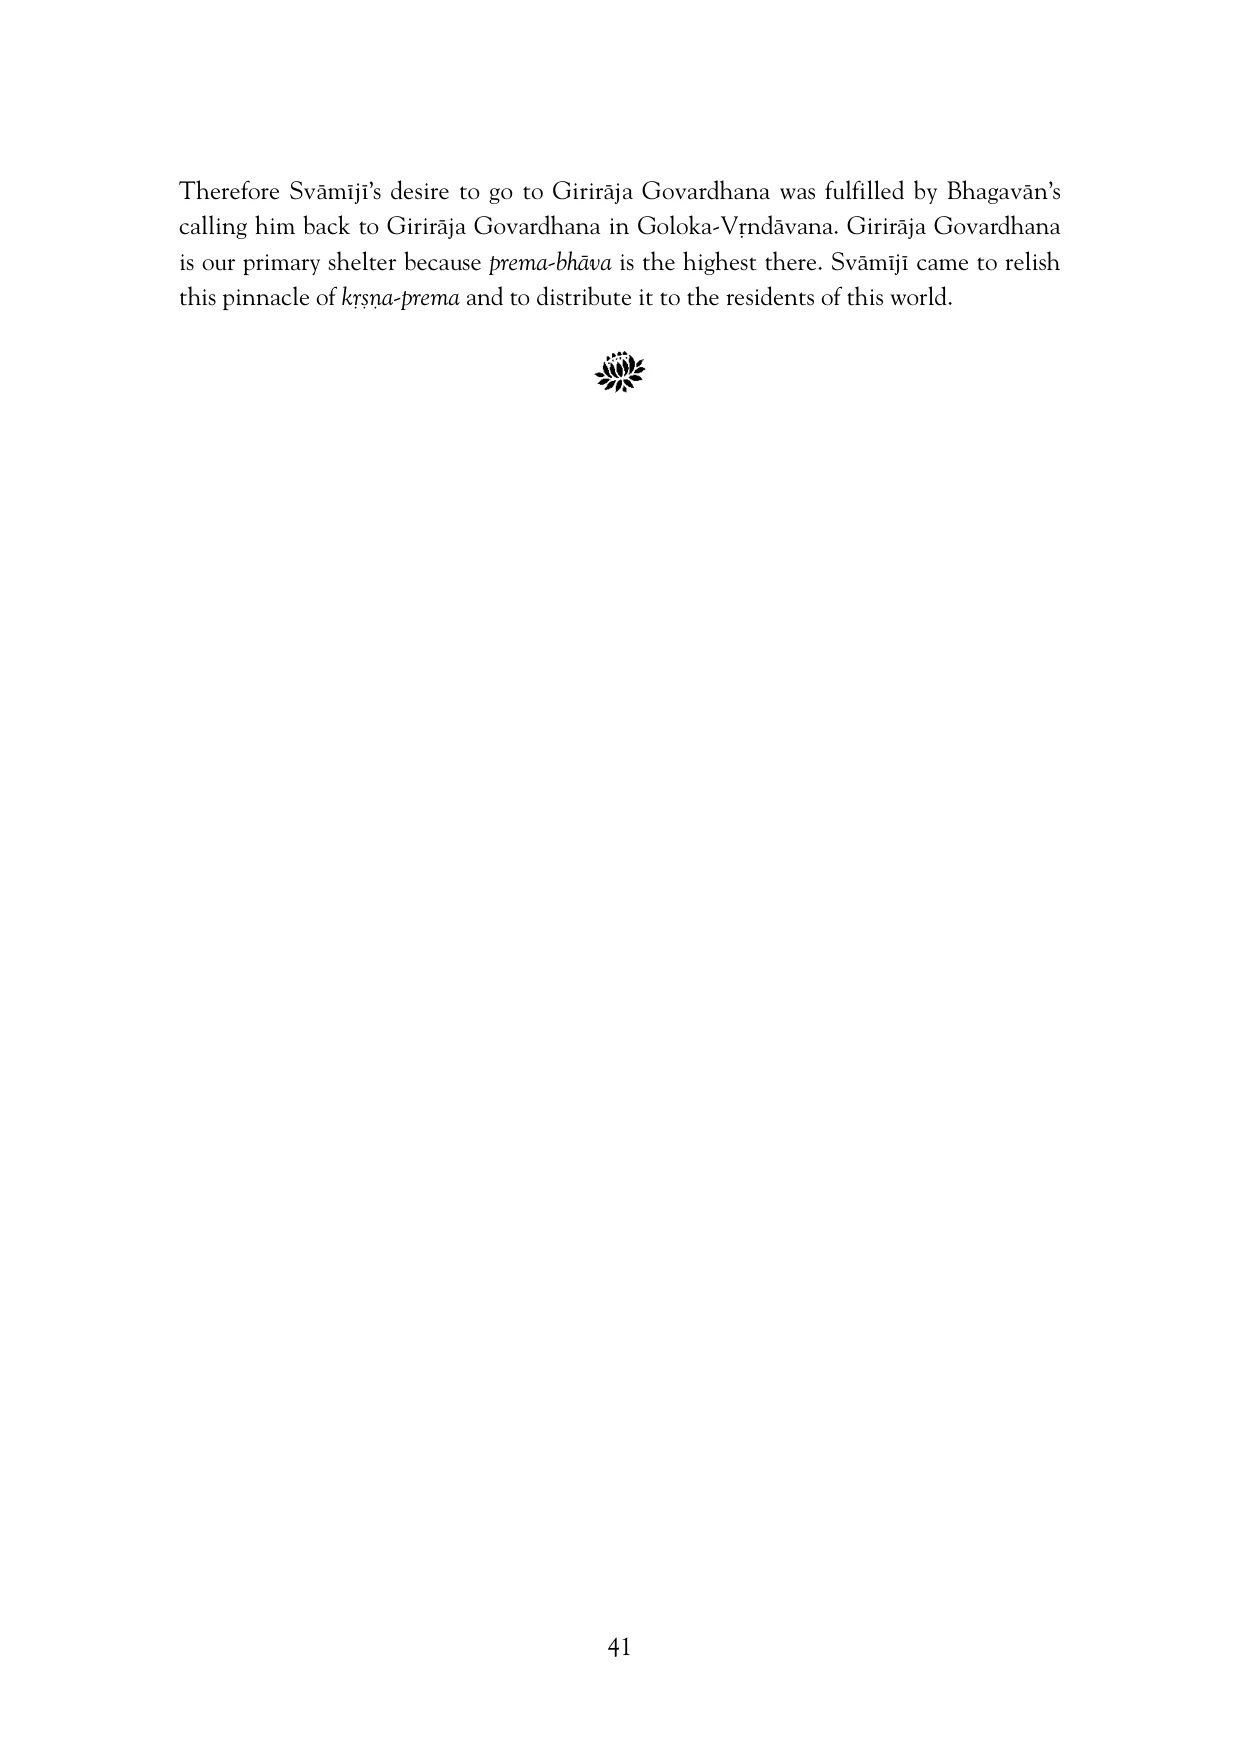 Therefore Svāmījī’s desire to go to Girirāja Govardhana was fulfilled by Bhagavān’s
calling him back to Girirāja Govardhana in Goloka-Vṛndāvana. Girirāja Govardhana
is our primary shelter because prema-bhāva is the highest there. Svāmījī came to relish
this pinnacle of kṛṣṇa-prema and to distribute it to the residents of this world.
41